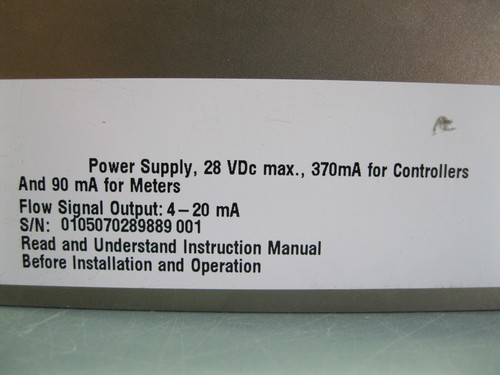 Power Supply, 28 VDc max., 370mA for Controllers
And 90 mA for Meters
Flow Signal Output: 4-20 mA
S/N: 0105070289889 001
Read and Understand Instruction Manual
Before Installation and Operation